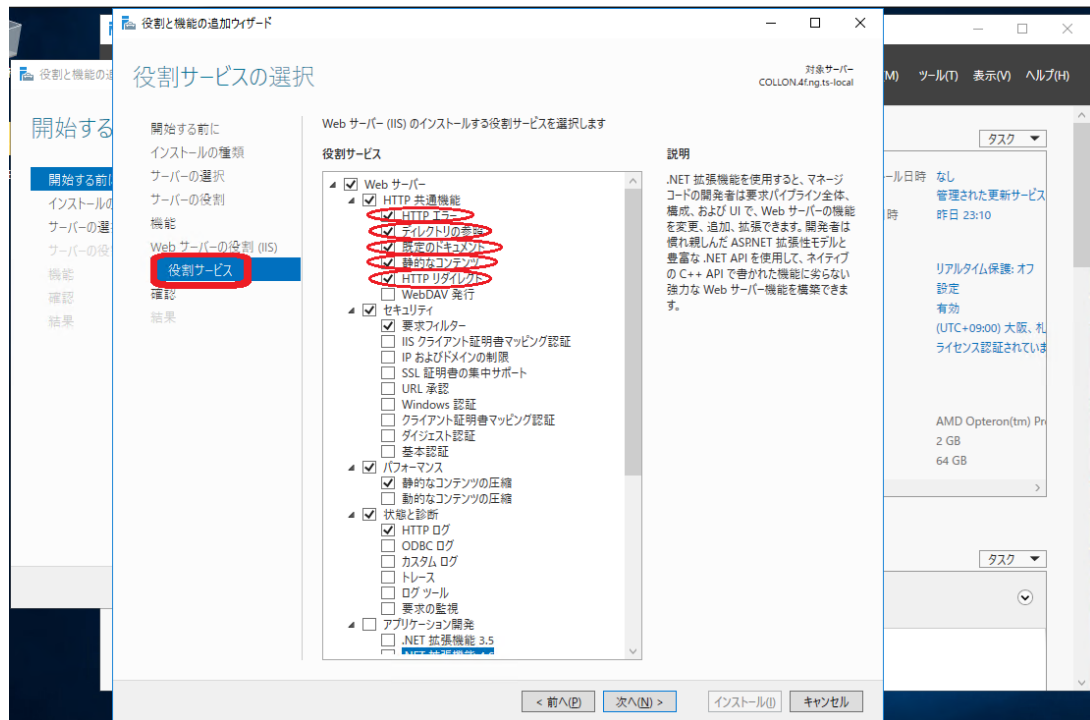 役割と機能の追加ウィザード
役割サービスの選択
対象サーバー
COLLON.4f.ng.ts-local
開始する前に
インストールの種類
サーバーの選択
サーバーの役割
機能
Web サーバーの役割 (IIS)
役割サービス
確認
結果
Web サーバー (IIS) のインストールする役割サービスを選択します
役割サービス
Web サーバー
HTTP 共通機能
HTTP エラー
ディレクトリの参照
既定のドキュメント
静的なコンテンツ
HTTP リダイレクト
WebDAV 発行
セキュリティ
要求フィルター
IIS クライアント証明書マッピング認証
IP およびドメインの制限
SSL 証明書の集中サポート
URL 承認
Windows 認証
クライアント証明書マッピング認証
ダイジェスト認証
基本認証
パフォーマンス
静的なコンテンツの圧縮
動的なコンテンツの圧縮
状態と診断
HTTP ログ
ODBC ログ
カスタム ログ
トレース
ログ ツール
要求の監視
アプリケーション開発
.NET 拡張機能 3.5
説明
.NET 拡張機能を使用すると、マネージ
コードの開発者は要求パイプライン全体、
構成、および UI で、Web サーバーの機能
を変更、追加、拡張できます。開発者は
慣れ親しんだ ASP.NET 拡張性モデルと
豊富な .NET API を使用して、ネイティブ
の C++ API で書かれた機能に劣らない
強力な Web サーバー機能を構築できま
す。
< 前へ(P)
次へ(N) >
インストール(I)
キャンセル
役割と機能の追
開始する
開始する前に
インストールの
サーバーの選
サーバーの役
機能
確認
結果
M)
ツール(T)
表示(V)
ヘルプ(H)
タスク
ール日時
なし
管理された更新サービス
時
昨日 23:10
リアルタイム保護: オフ
設定
有効
(UTC+09:00) 大阪、札
ライセンス認証されていま
AMD Opteron(tm) Pr
2 GB
64 GB
タスク